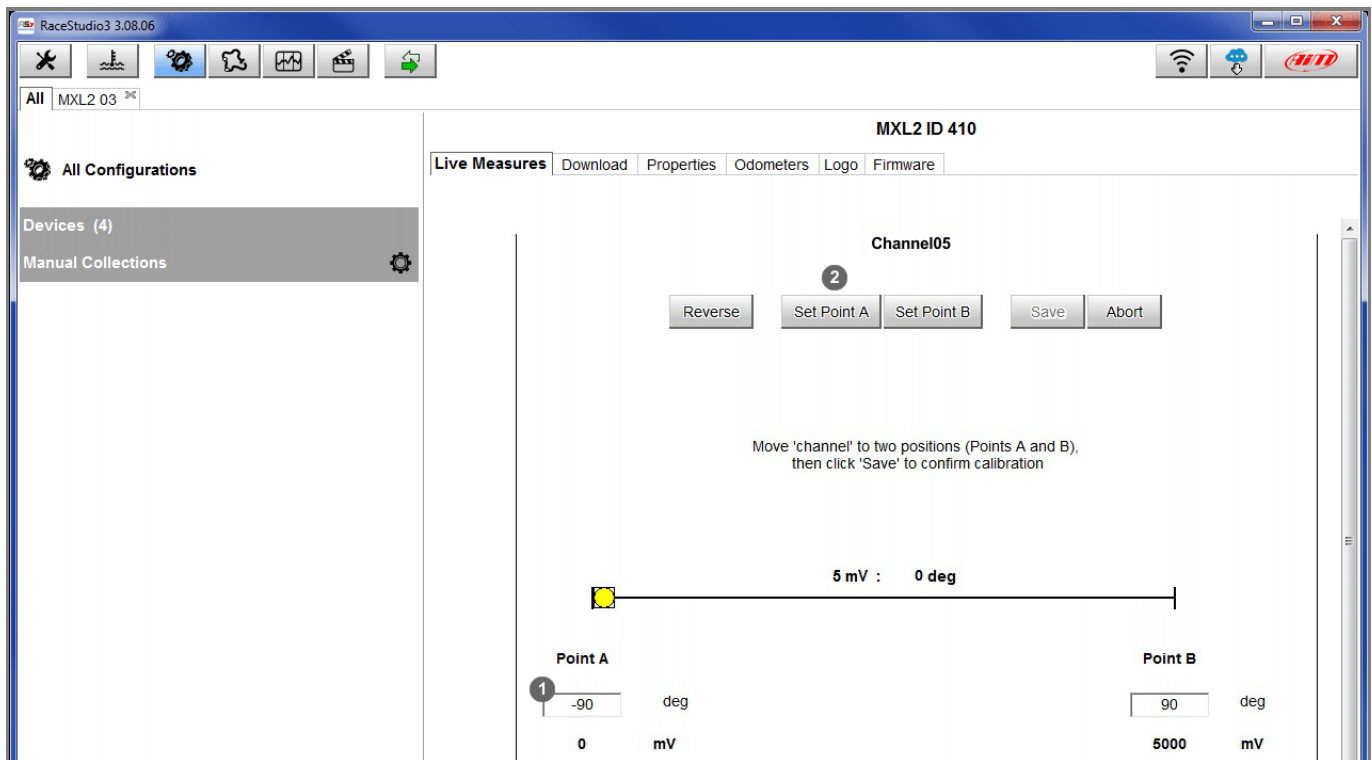 RaceStudio3 3.08.06
AiM
All MXL2 03
MXL2 ID 410
All Configurations
Live Measures Download Properties Odometers Logo Firmware
Devices (4)
Manual Collections
Channel05
2
Reverse Set Point A Set Point B Save Abort
Move 'channel' to two positions (Points A and B),
then click 'Save' to confirm calibration
5 mV : 0 deg
Point A Point B
1
-90 deg 90 deg
0 mV 5000 mV